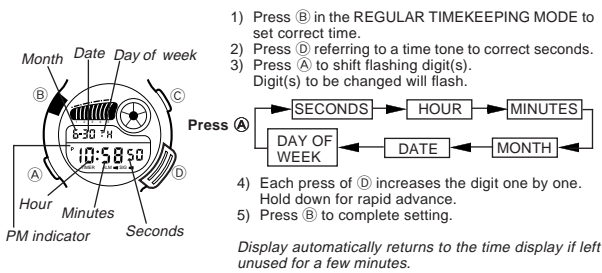 1) Press Ⓑ in the REGULAR TIMEKEEPING MODE to
set correct time.
2) Press Ⓓ referring to a time tone to correct seconds.
3) Press Ⓐ to shift flashing digit(s).
Digit(s) to be changed will flash.
Month Date Day of week
Ⓑ
Ⓒ
6-30 TH
P 10:58 50
Ⓐ
Ⓓ
Hour
Minutes
Seconds
PM indicator
Press Ⓐ
SECONDS HOUR MINUTES
DAY OF
WEEK
DATE MONTH
4) Each press of Ⓓ increases the digit one by one.
Hold down for rapid advance.
5) Press Ⓑ to complete setting.
Display automatically returns to the time display if left
unused for a few minutes.